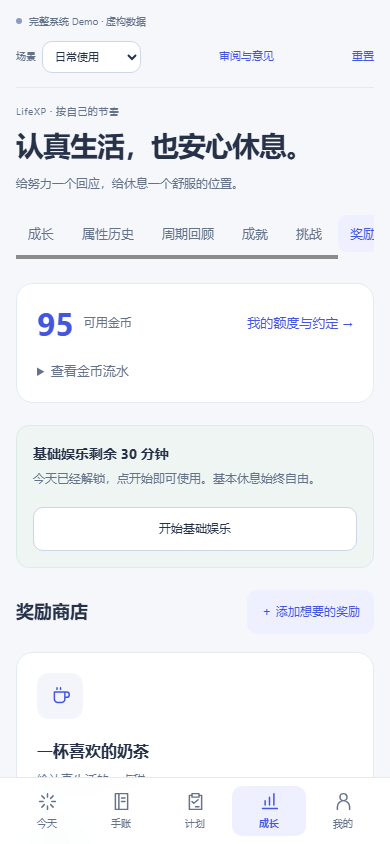 完整系统 Demo · 虚构数据
场景 日常使用 审阅与意见 重置
LifeXP · 按自己的节奏
认真生活，也安心休息。
给努力一个回应，给休息一个舒服的位置。
成长 属性历史 周期回顾 成就 挑战 奖励
95 可用金币 我的额度与约定 →
▶ 查看金币流水
基础娱乐剩余 30 分钟
今天已经解锁，点开始即可使用。基本休息始终自由。
开始基础娱乐
奖励商店 + 添加想要的奖励
一杯喜欢的奶茶
今天 手账 计划 成长 我的